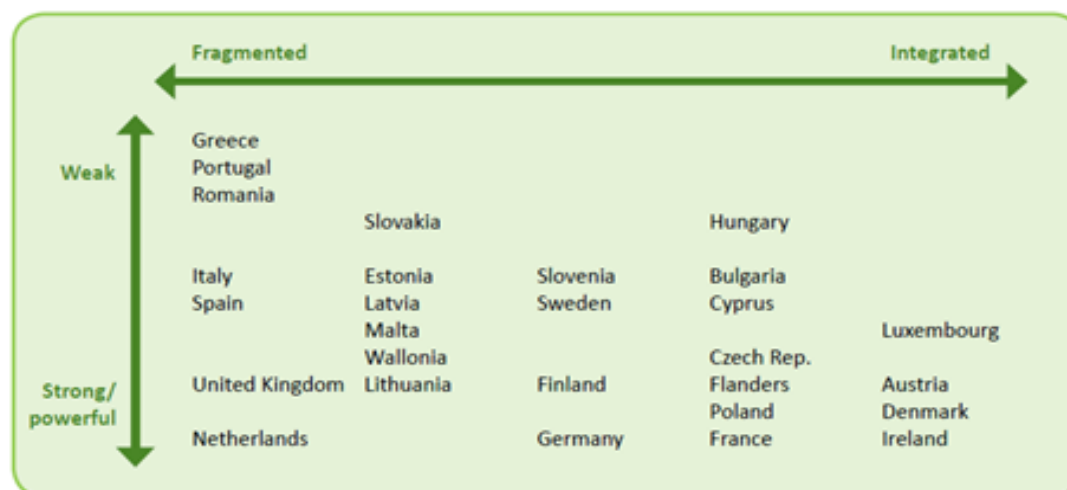 Fragmented Integrated
Greece
Weak Portugal
Romania
Slovakia Hungary
Italy Estonia Slovenia Bulgaria
Spain Latvia Sweden Cyprus
Malta Luxembourg
Wallonia Czech Rep.
Strong/
powerful
United Kingdom Lithuania Finland Flanders Austria
Poland Denmark
Netherlands Germany France Ireland